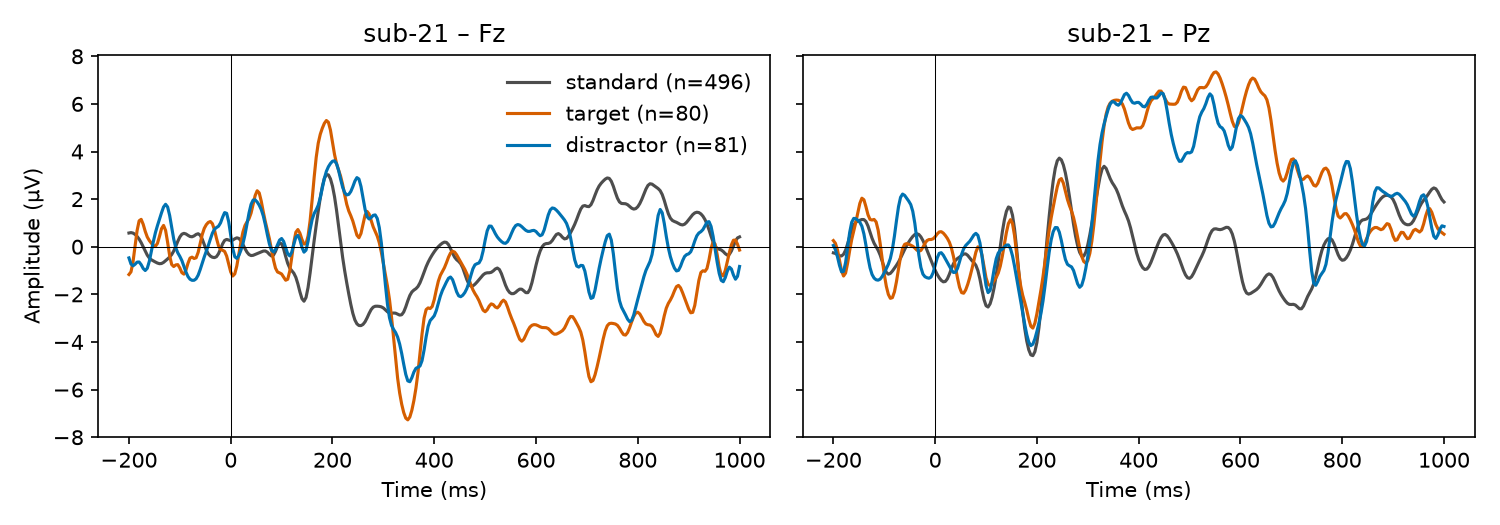 sub-21 – Fz
sub-21 – Pz
8
6
4
2
0
−2
−4
−6
−8
Amplitude (µV)
standard (n=496)
target (n=80)
distractor (n=81)
−200 0 200 400 600 800 1000
−200 0 200 400 600 800 1000
Time (ms)
Time (ms)